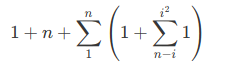 $1 + n + \sum_{1}^{n} \left( 1 + \sum_{n-i}^{i^2} 1 \right)$